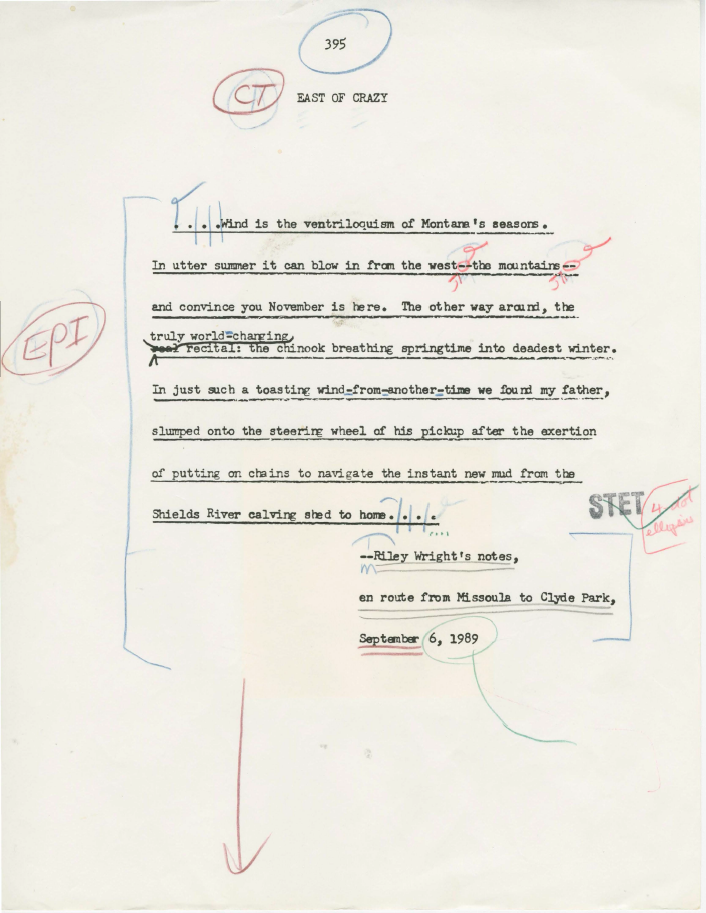 395
CT EAST OF CRAZY
. . . .Wind is the ventriloquism of Montana's seasons.
In utter summer it can blow in from the west--the mountains--
and convince you November is here. The other way around, the
truly world-changing
real recital: the chinook breathing springtime into deadest winter.
EPI
In just such a toasting wind-from-another-time we found my father,
slumped onto the steering wheel of his pickup after the exertion
of putting on chains to navigate the instant new mud from the
Shields River calving shed to home. . . .
STET 4 dot
ellipsis
--Riley Wright's notes,
m
en route from Missoula to Clyde Park,
September 6, 1989